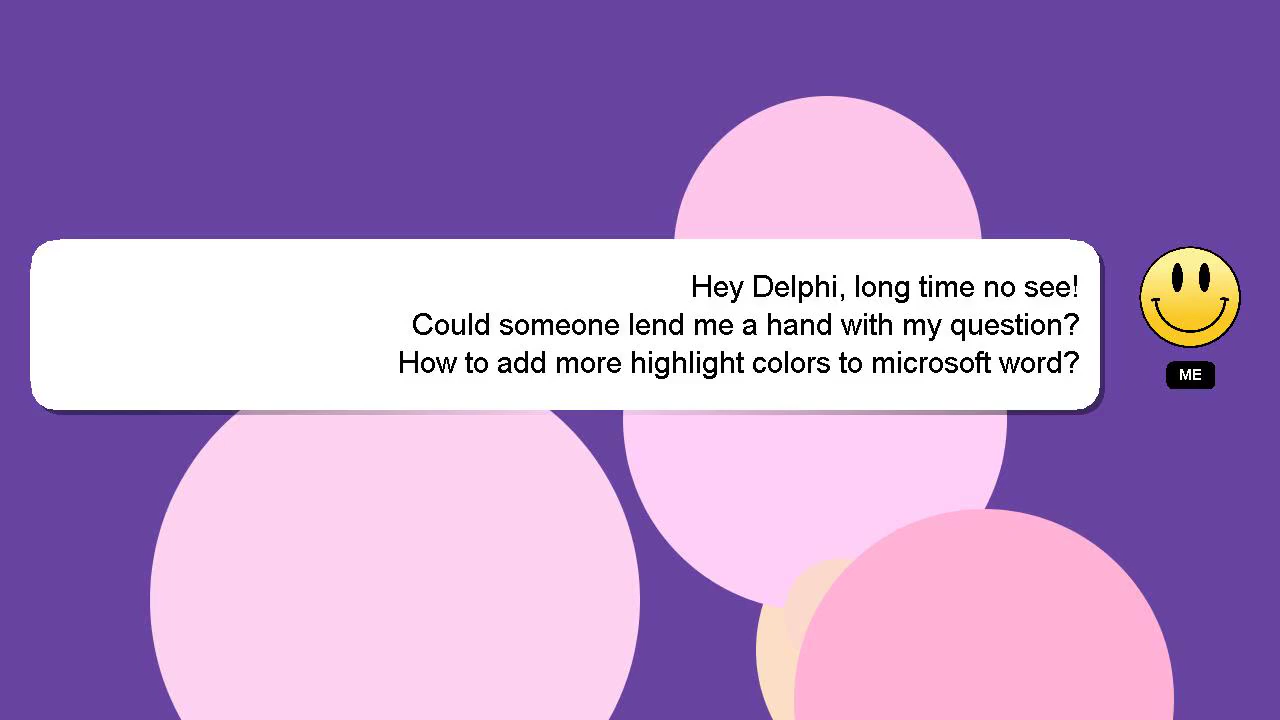 Hey Delphi, long time no see!
Could someone lend me a hand with my question?
How to add more highlight colors to microsoft word?
ME